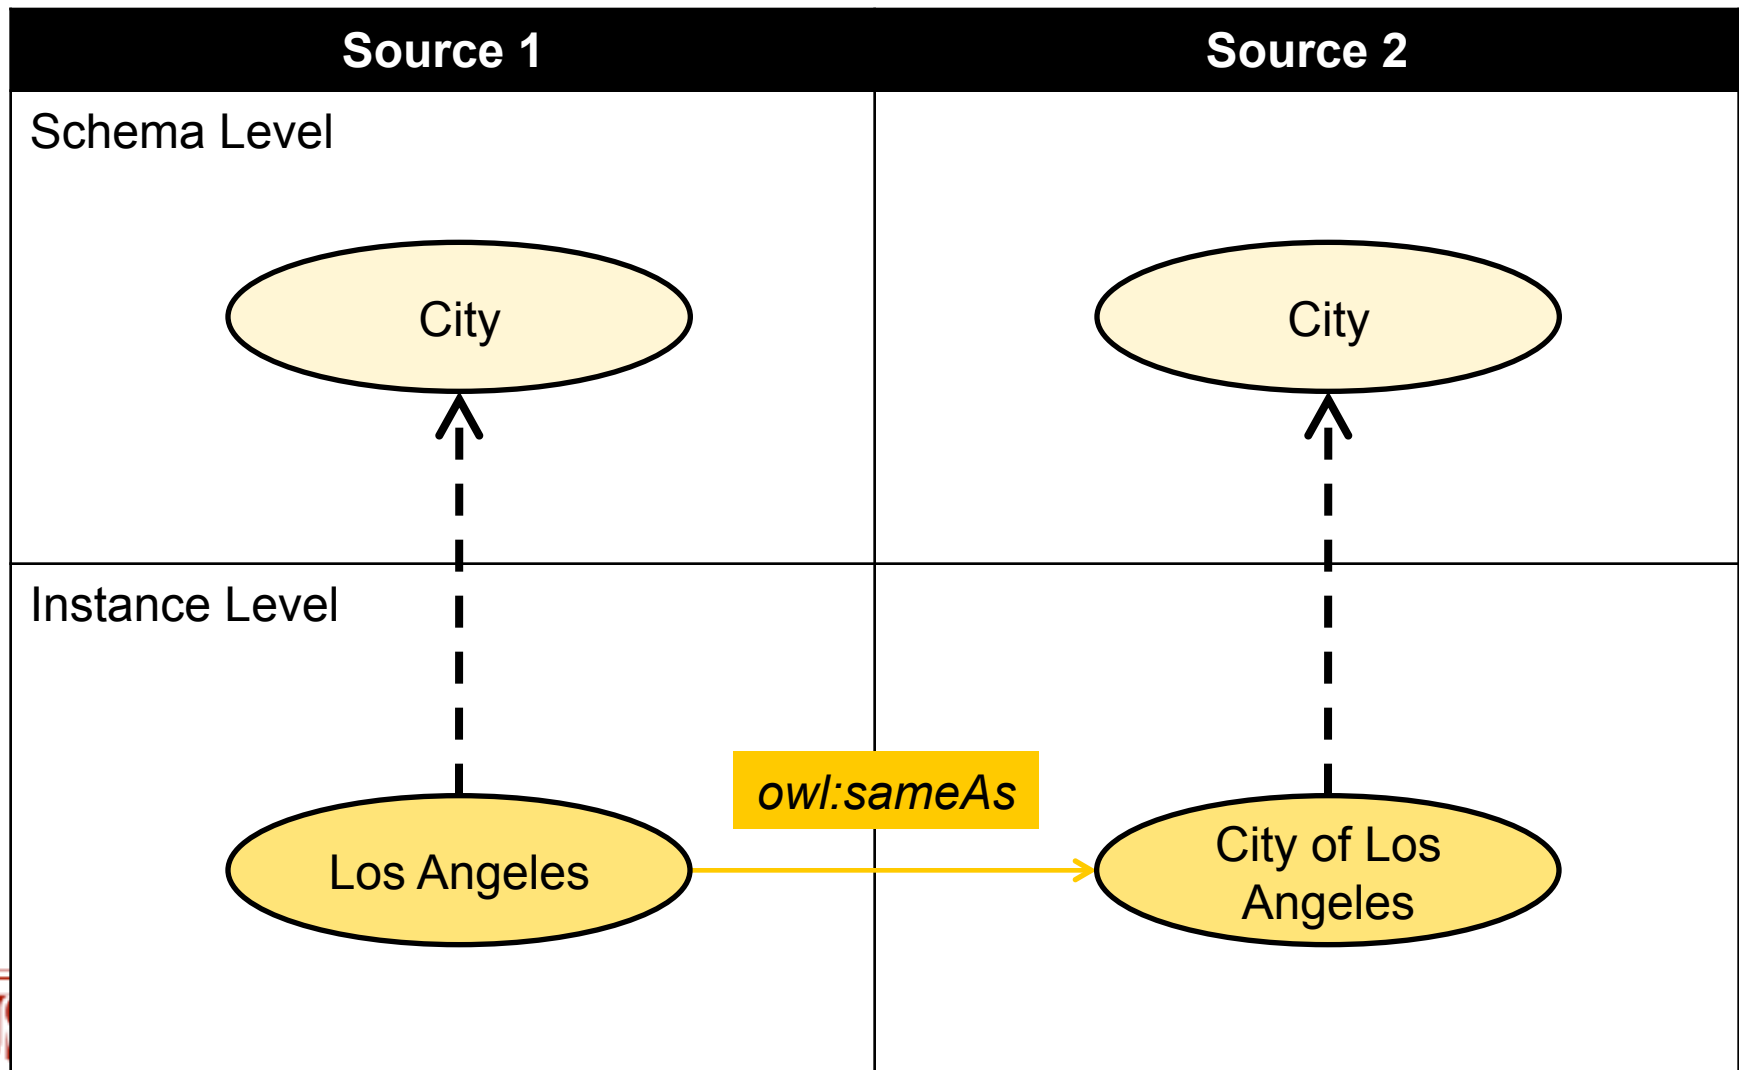 Source 1
Source 2
Schema Level
City
City
Instance Level
owl:sameAs
Los Angeles
City of Los
Angeles